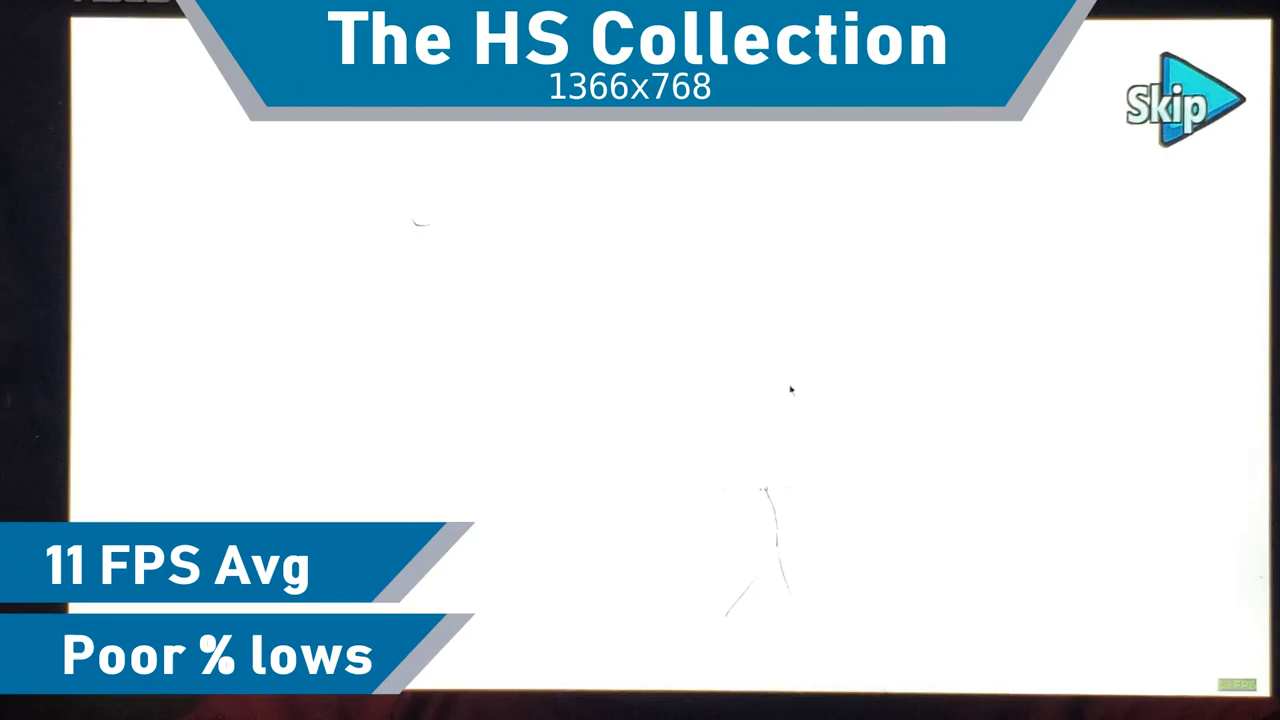 The HS Collection
1366x768
Skip
11 FPS Avg
Poor % lows